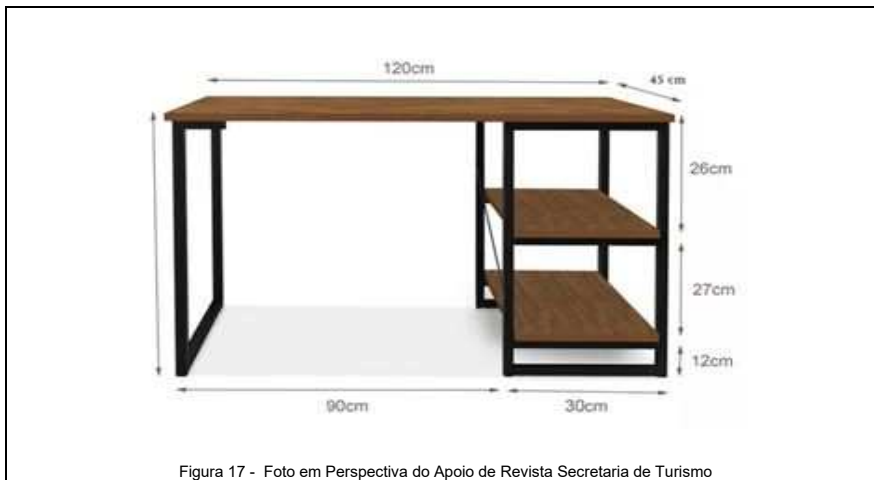 120cm
45 cm
26cm
27cm
12cm
90cm
30cm
Figura 17 - Foto em Perspectiva do Apoio de Revista Secretaria de Turismo